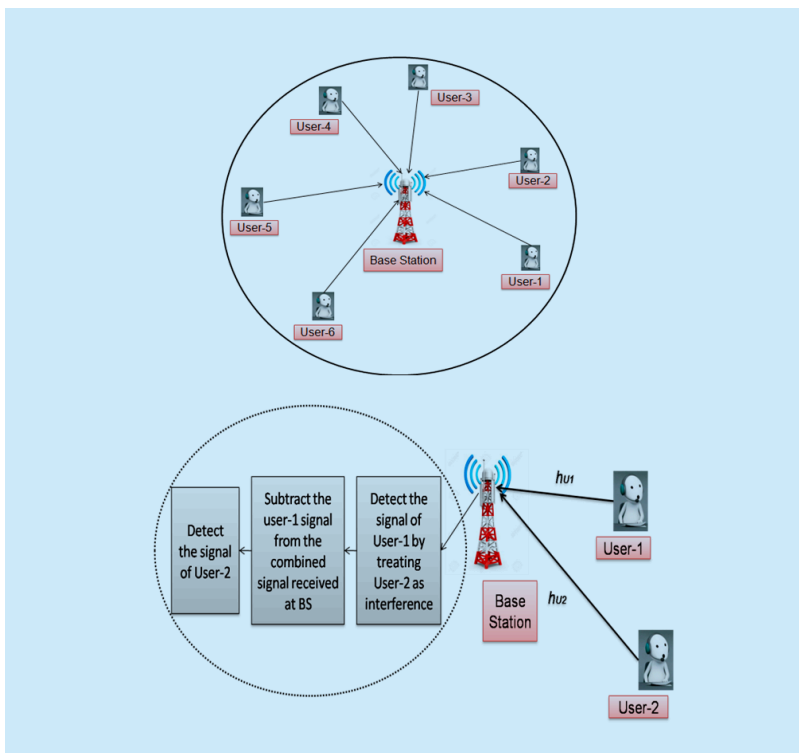 User-3
User-4
User-2
User-5
Base Station
User-1
User-6
hU1
User-1
Detect
the signal
of User-2
Subtract the
user-1 signal
from the
combined
signal received
at BS
Detect the
signal of
User-1 by
treating
User-2 as
interference
Base
Station
hU2
User-2